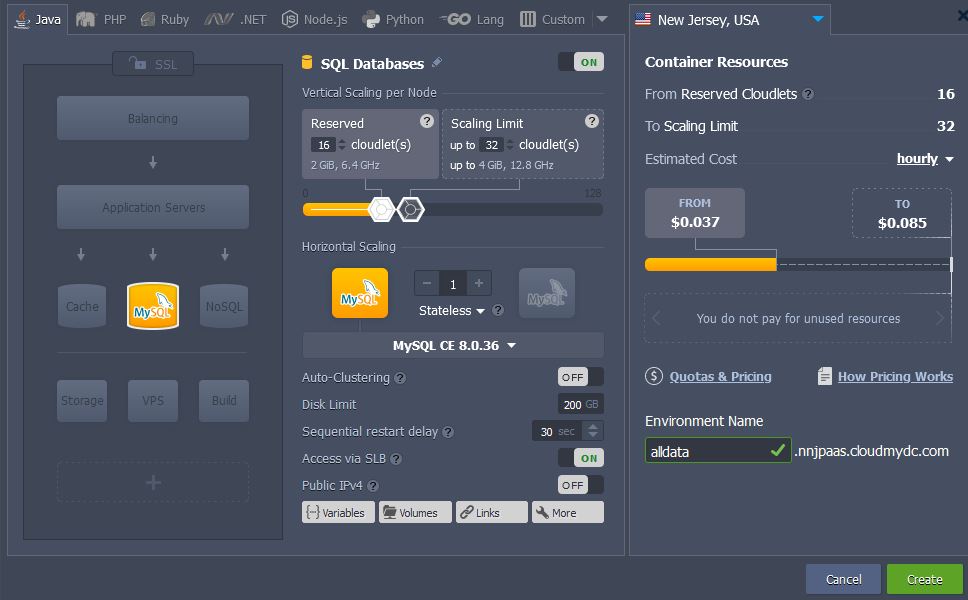 Java PHP Ruby .NET Node.js Python GO Lang Custom
New Jersey, USA
SSL
Balancing
Application Servers
Cache MySQL NoSQL
Storage VPS Build
SQL Databases ON
Vertical Scaling per Node
Reserved ?
16 cloudlet(s)
2 GiB, 6.4 GHz
Scaling Limit ?
up to 32 cloudlet(s)
up to 4 GiB, 12.8 GHz
0 128
Horizontal Scaling
MySQL − 1 + MySQL
Stateless ?
MySQL CE 8.0.36
Auto-Clustering ? OFF
Disk Limit 200 GB
Sequential restart delay ? 30 sec
Access via SLB ? ON
Public IPv4 ? OFF
Variables Volumes Links More
Container Resources
From Reserved Cloudlets ? 16
To Scaling Limit 32
Estimated Cost hourly
FROM
$0.037
TO
$0.085
You do not pay for unused resources
$ Quotas & Pricing How Pricing Works
Environment Name
alldata .nnjpaas.cloudmydc.com
Cancel Create